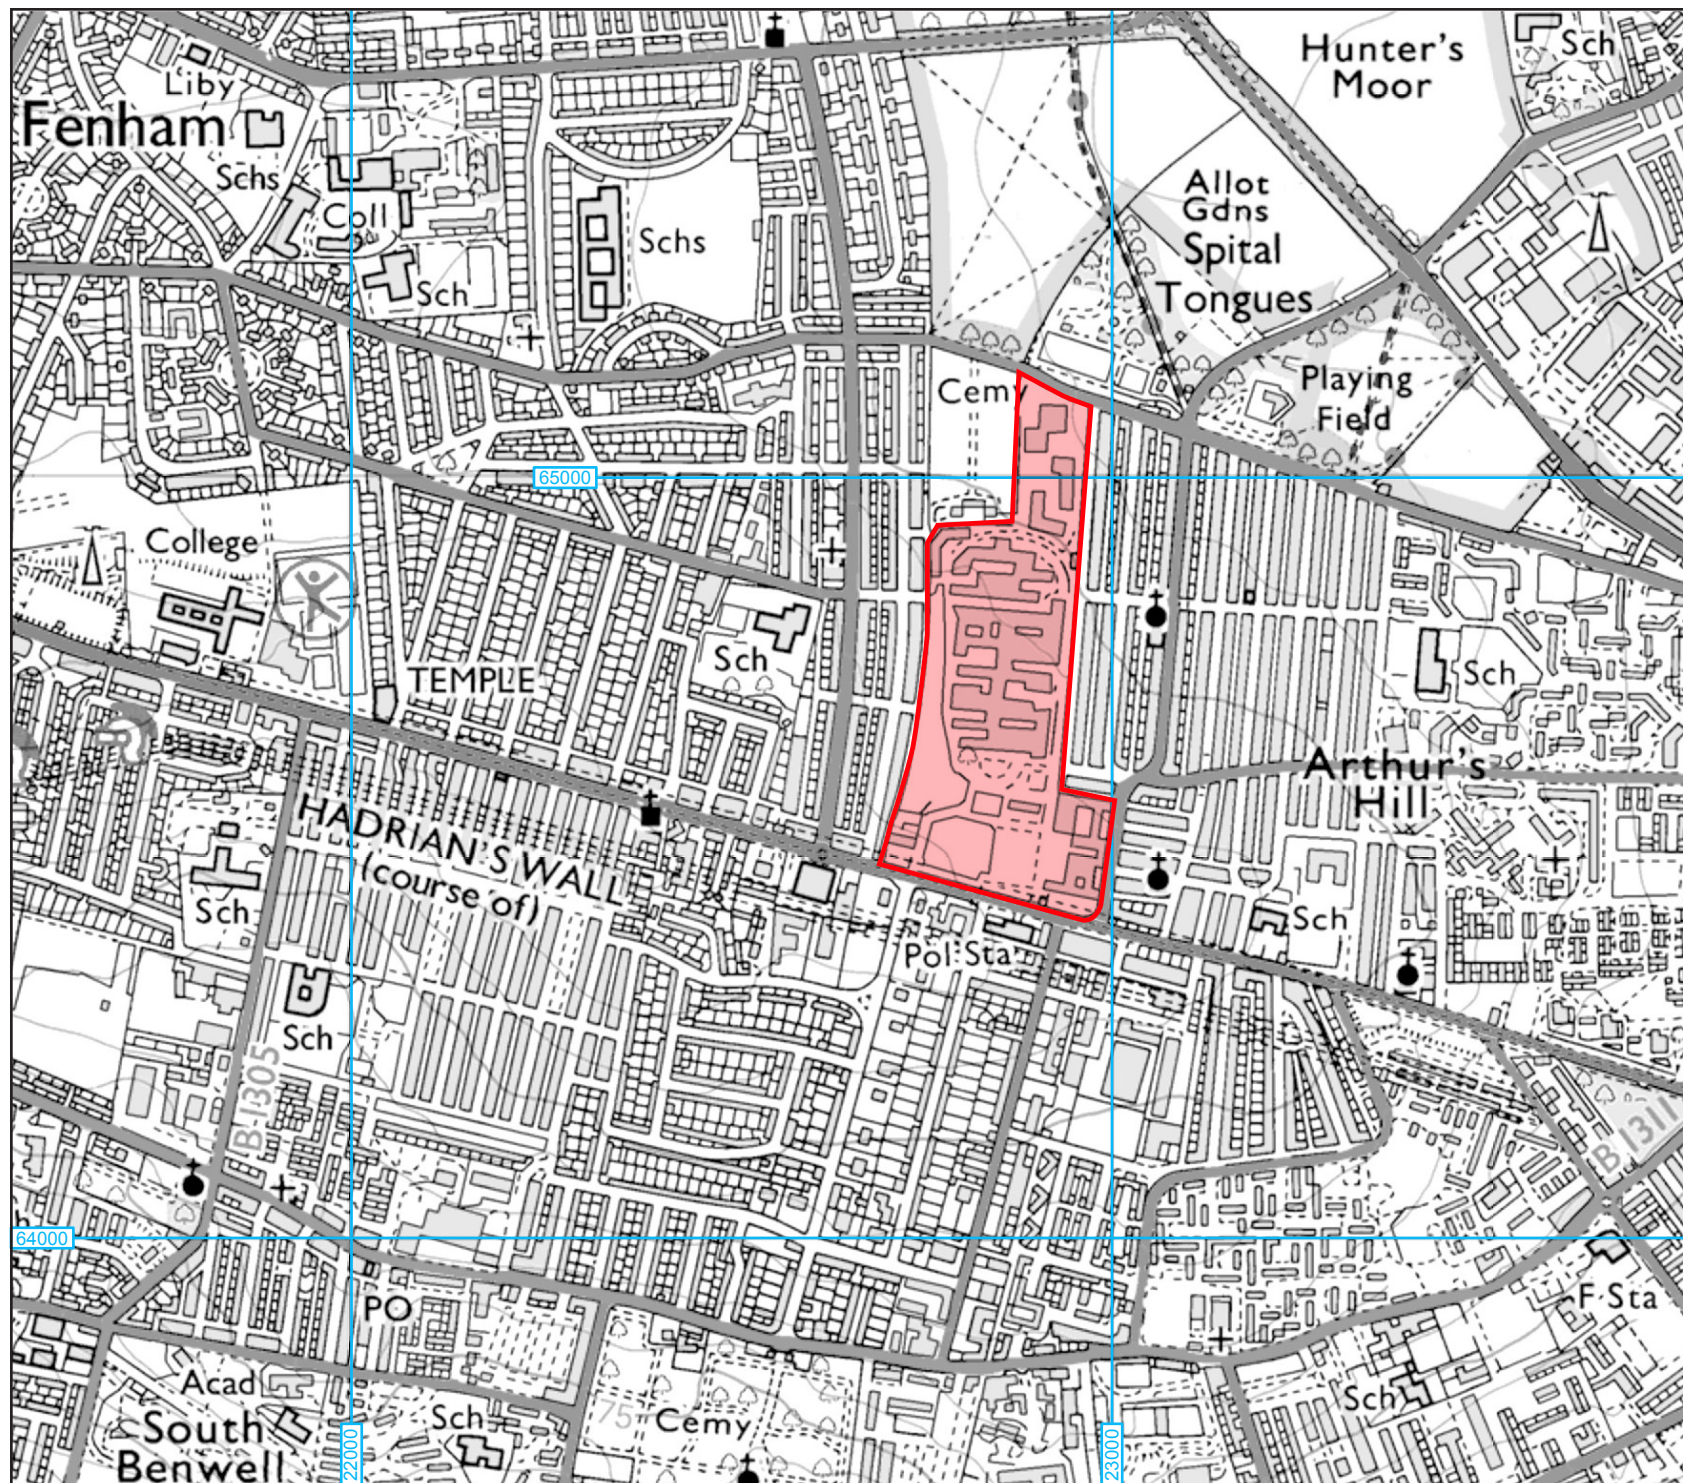 Hunter's
Moor
Sch
Liby
Fenham
Schs
Coll
Schs
Sch
Allot
Gdns
Spital
Tongues
Cemy
Playing
Field
65000
College
TEMPLE
Sch
Sch
Arthur's
Hill
HADRIAN'S WALL
(course of)
Sch
Sch
Pol Sta
Sch
B 1305
B 1311
64000
PO
F Sta
Acad
South
Benwell
Sch
75
Cemy
Sch
22000
23000